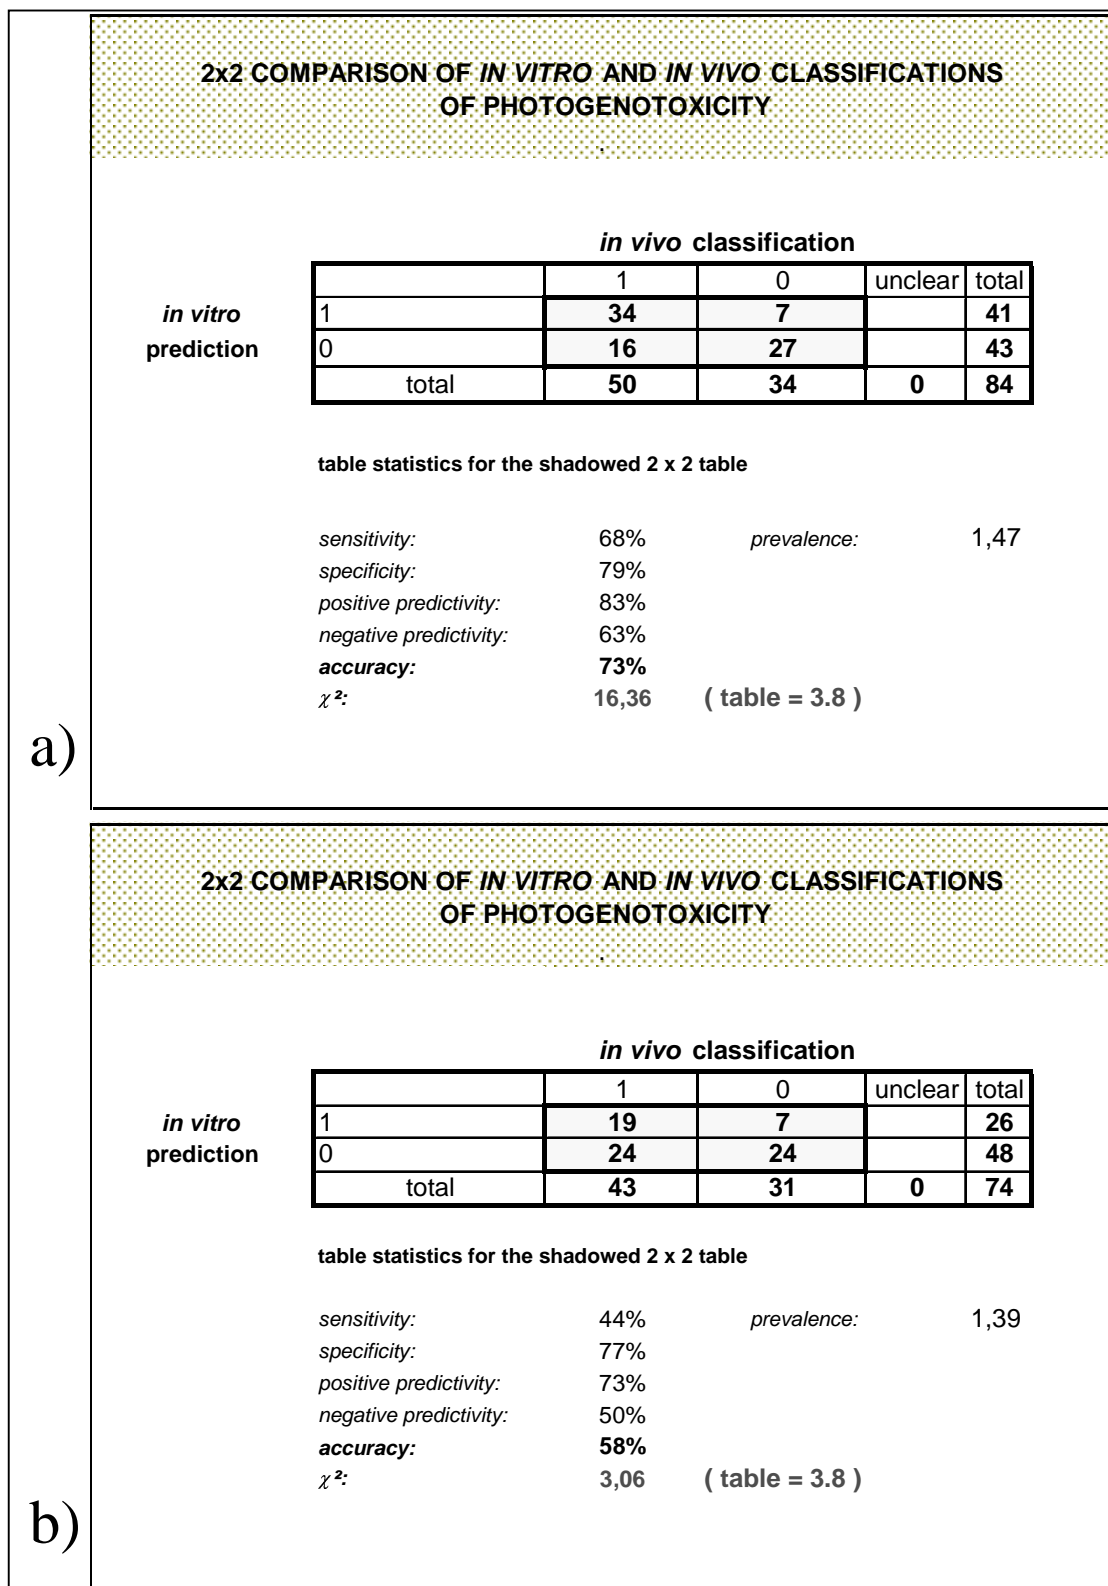 2x2 COMPARISON OF IN VITRO AND IN VIVO CLASSIFICATIONS
OF PHOTOGENOTOXICITY
.
in vivo classification
1 0 unclear total
in vitro 1 34 7 41
prediction 0 16 27 43
total 50 34 0 84
table statistics for the shadowed 2 x 2 table
sensitivity: 68% prevalence: 1,47
specificity: 79%
positive predictivity: 83%
negative predictivity: 63%
accuracy: 73%
χ²: 16,36 ( table = 3.8 )
a)
2x2 COMPARISON OF IN VITRO AND IN VIVO CLASSIFICATIONS
OF PHOTOGENOTOXICITY
.
in vivo classification
1 0 unclear total
in vitro 1 19 7 26
prediction 0 24 24 48
total 43 31 0 74
table statistics for the shadowed 2 x 2 table
sensitivity: 44% prevalence: 1,39
specificity: 77%
positive predictivity: 73%
negative predictivity: 50%
accuracy: 58%
χ²: 3,06 ( table = 3.8 )
b)